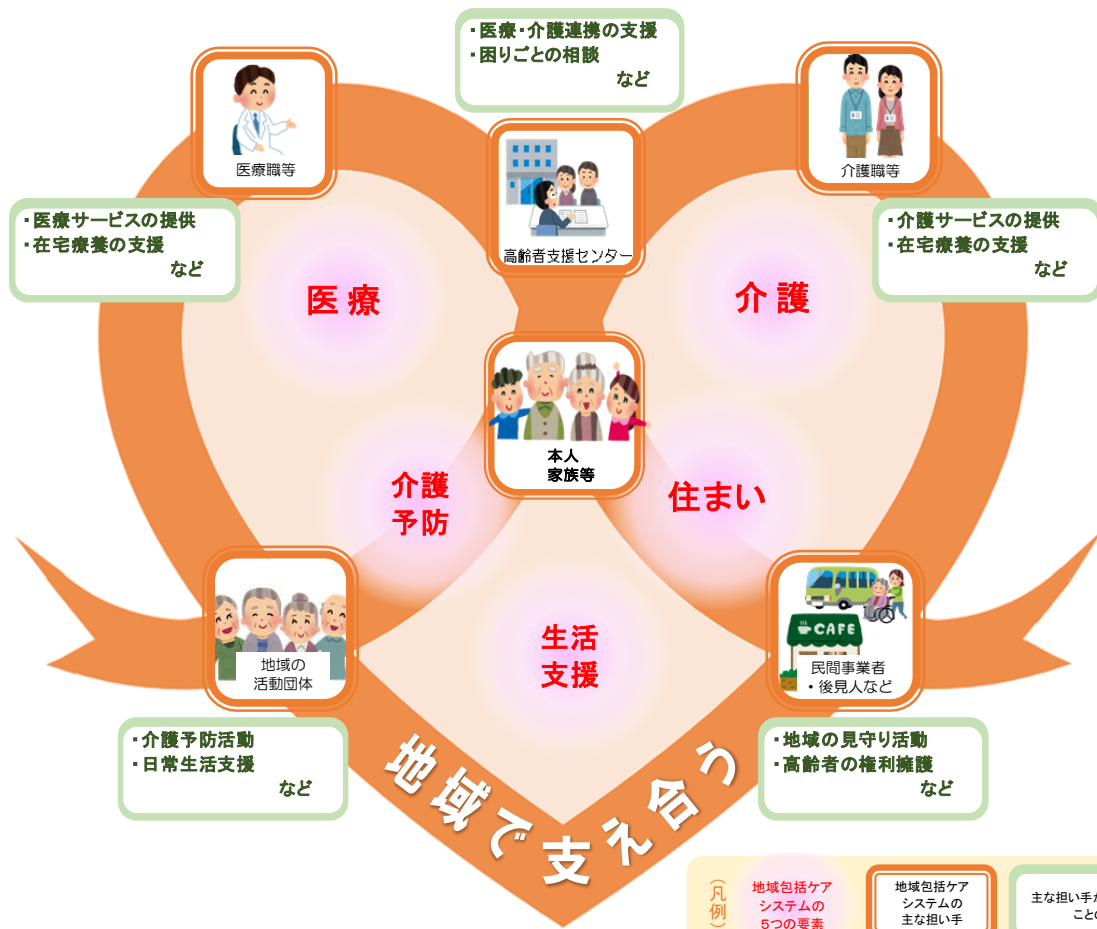 ・医療・介護連携の支援
・困りごとの相談
など
医療職等
高齢者支援センター
介護職等
・医療サービスの提供
・在宅療養の支援
など
・介護サービスの提供
・在宅療養の支援
など
医療
介護
本人
家族等
介護
予防
住まい
生活
支援
地域の
活動団体
CAFE
民間事業者
・後見人など
・介護予防活動
・日常生活支援
など
・地域の見守り活動
・高齢者の権利擁護
など
地域で支え合う
(凡例)
地域包括ケア
システムの
5つの要素
地域包括ケア
システムの
主な担い手
主な担い手
ことの